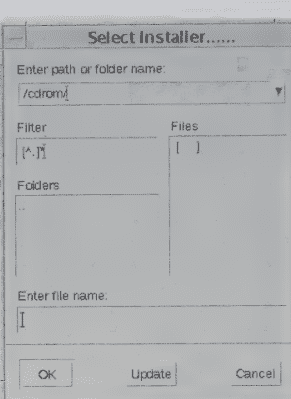 Select Installer......
Enter path or folder name:
/cdrom/
Filter
Files
[^.]*
[ ]
Folders
..
Enter file name:
OK
Update
Cancel